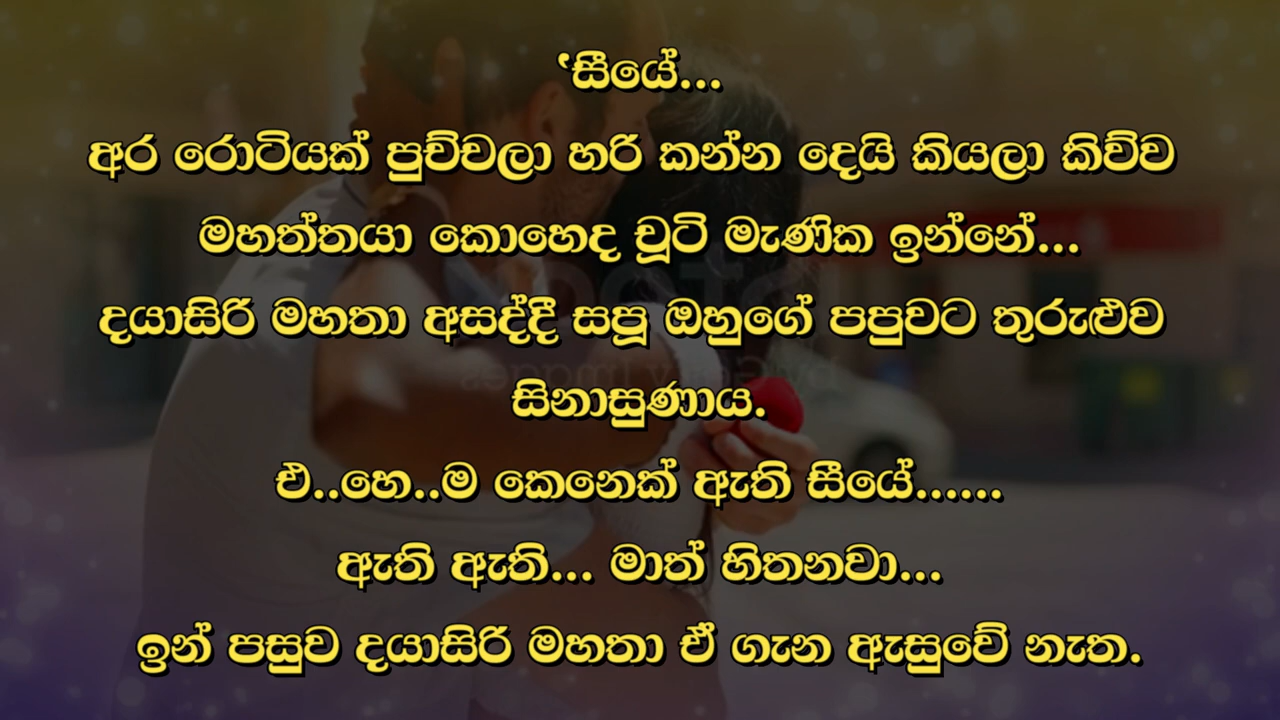 ‛සීයේ...
අර රොටියක් පුච්චලා හරි කන්න දෙයි කියලා කිව්ව
මහත්තයා කොහෙද චූටි මැණික ඉන්නේ...
දයාසිරි මහතා අසද්දී සපූ ඔහුගේ පපුවට තුරුළුව
සිනාසුණාය.
එ..හෙ..ම කෙනෙක් ඇති සීයේ......
ඇති ඇති... මාත් හිතනවා...
ඉන් පසුව දයාසිරි මහතා ඒ ගැන ඇසුවේ නැත.